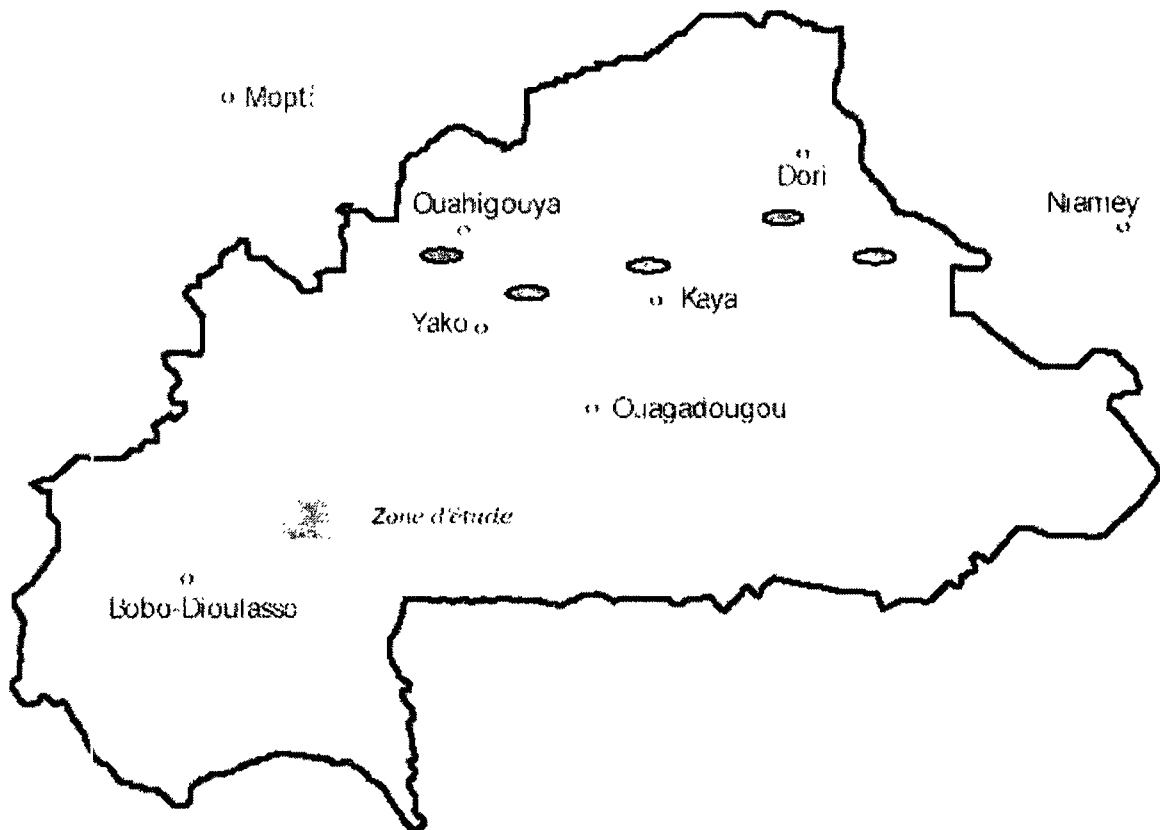 Mopti
Dori
Ouahigouya
Niamey
Kaya
Yako
Ouagadougou
Zone d'étude
Bobo-Dioulasso